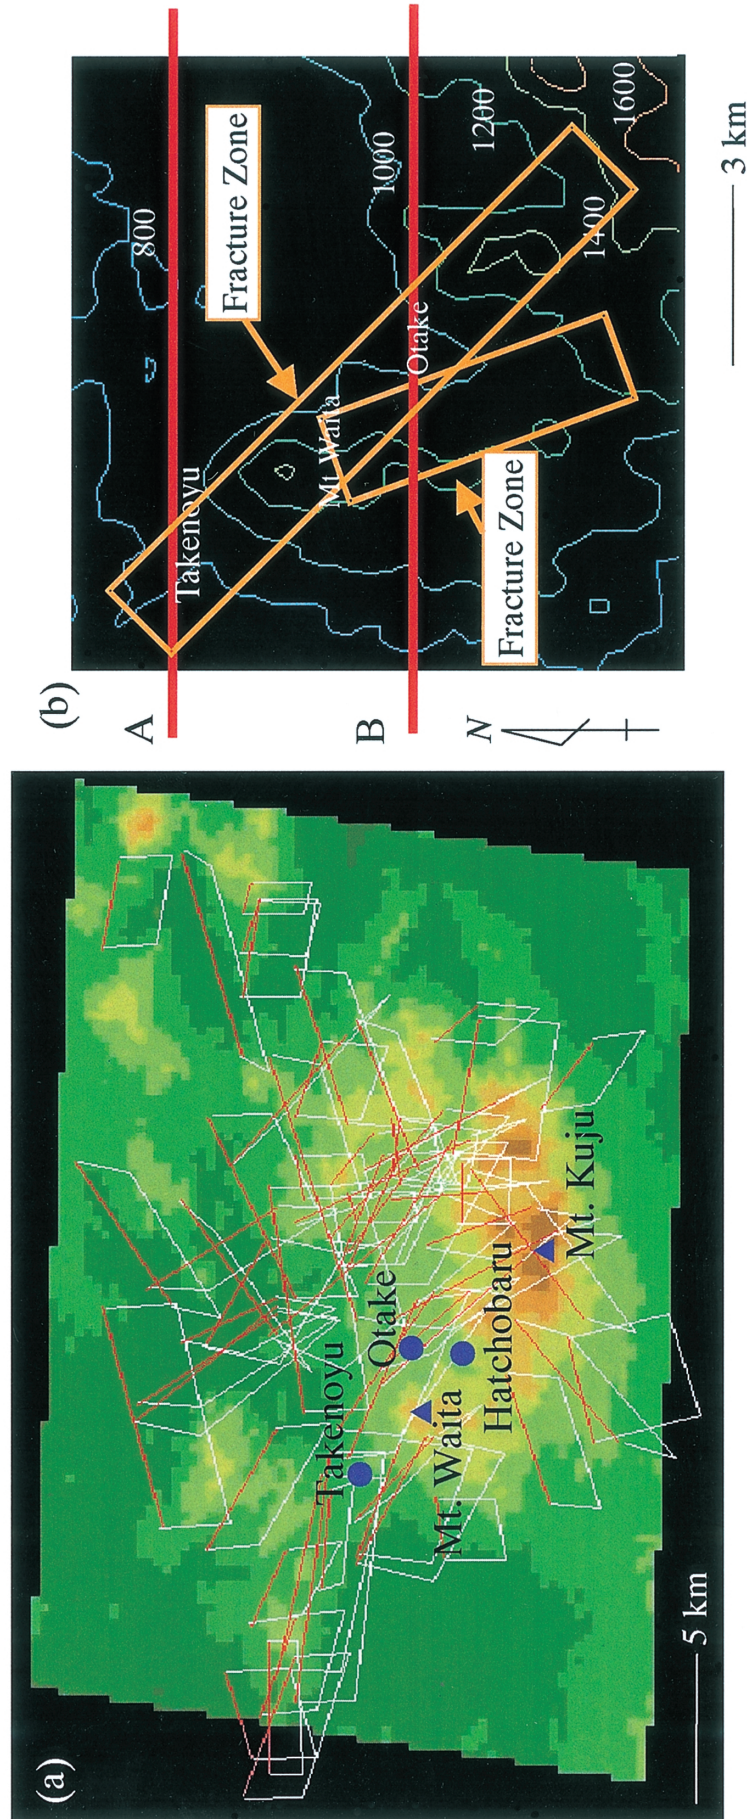 (a)
Takenoyu
Otake
Mt. Waita
Hatchobaru
Mt. Kuju
5 km
(b)
A
B
N
800
1000
1200
1400
1600
Fracture Zone
Takenoyu
Mt. Waita
Otake
Fracture Zone
3 km